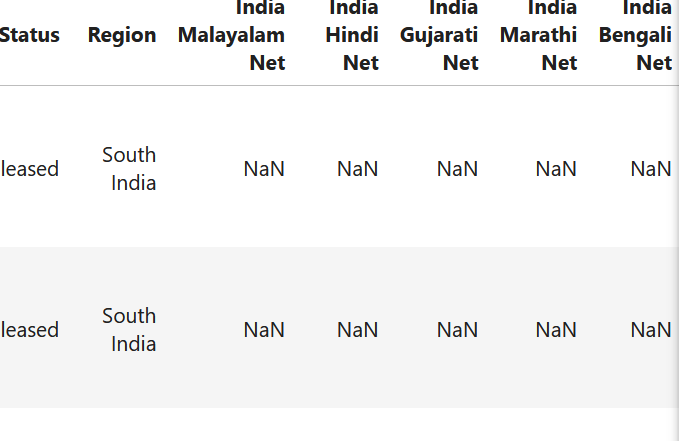 India India India India India
Status Region Malayalam Hindi Gujarati Marathi Bengali
Net Net Net Net Net
South
leased NaN NaN NaN NaN NaN
India
South
leased NaN NaN NaN NaN NaN
India